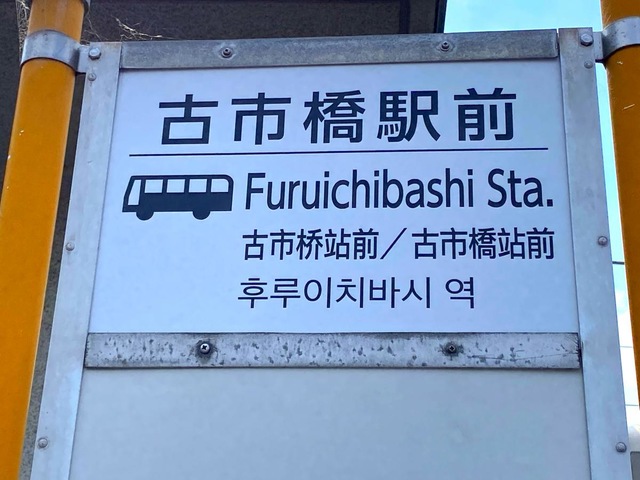 古市橋駅前
Furuichibashi Sta.
古市桥站前／古市橋站前
후루이치바시 역